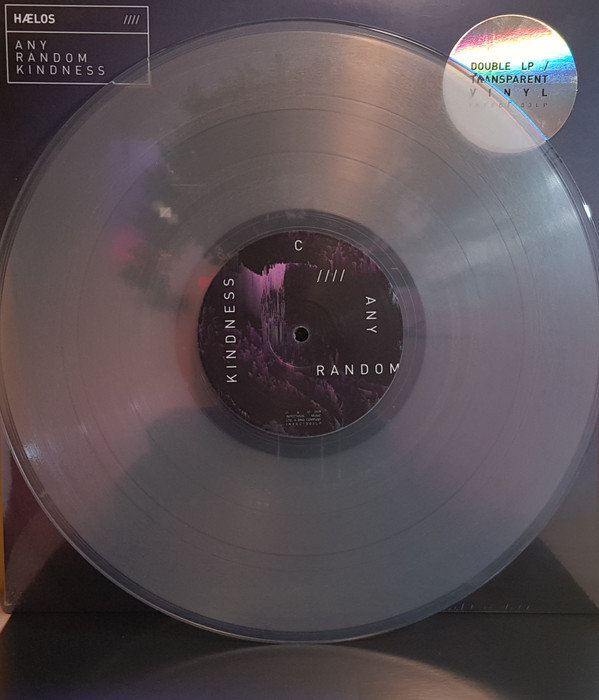 HÆLOS ////
ANY
RANDOM
KINDNESS
DOUBLE LP /
TRANSPARENT
VINYL
C
////
ANY
RANDOM
KINDNESS